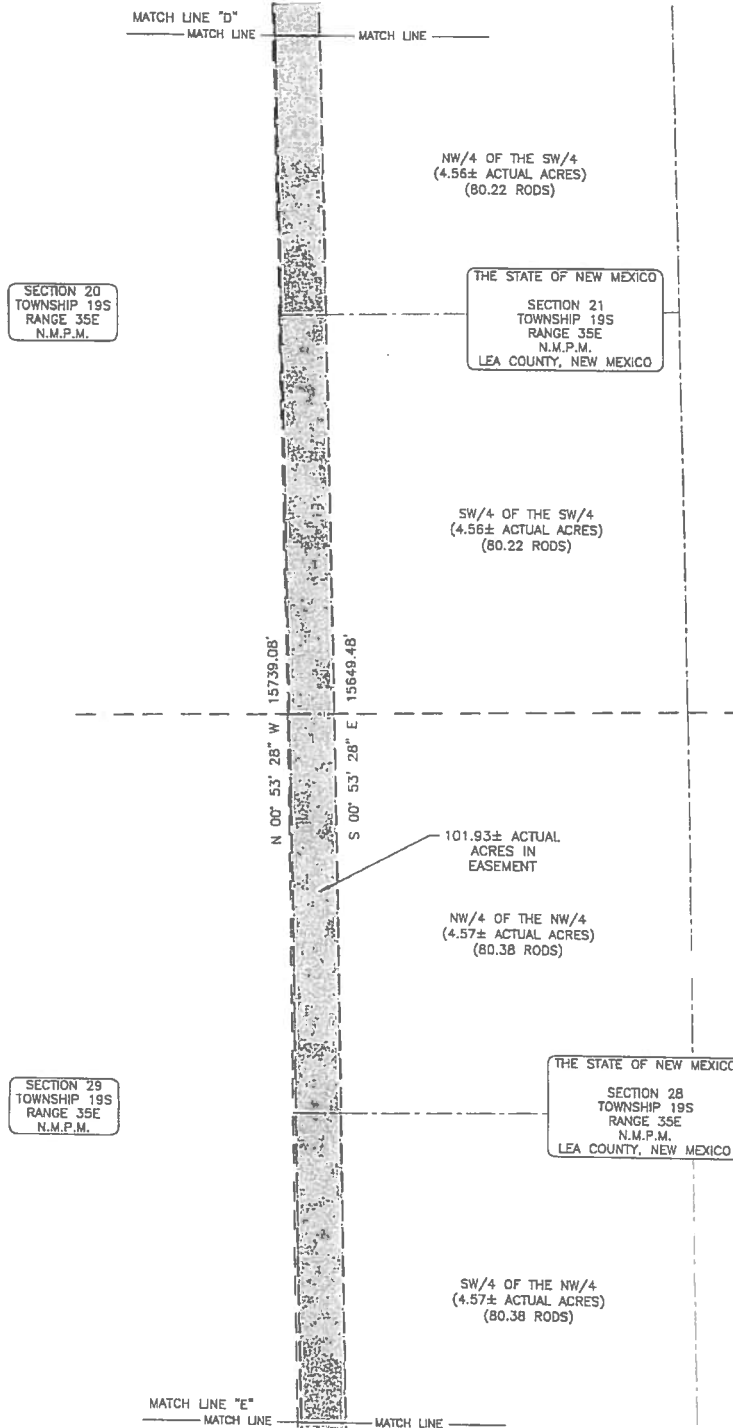 MATCH LINE "D"
MATCH LINE MATCH LINE
NW/4 OF THE SW/4
(4.56± ACTUAL ACRES)
(80.22 RODS)
SECTION 20
TOWNSHIP 19S
RANGE 35E
N.M.P.M.
THE STATE OF NEW MEXICO
SECTION 21
TOWNSHIP 19S
RANGE 35E
N.M.P.M.
LEA COUNTY, NEW MEXICO
SW/4 OF THE SW/4
(4.56± ACTUAL ACRES)
(80.22 RODS)
N 00° 53' 28" W 15739.08'
S 00° 53' 28" E 15649.48'
101.93± ACTUAL
ACRES IN
EASEMENT
NW/4 OF THE NW/4
(4.57± ACTUAL ACRES)
(80.38 RODS)
SECTION 29
TOWNSHIP 19S
RANGE 35E
N.M.P.M.
THE STATE OF NEW MEXICO
SECTION 28
TOWNSHIP 19S
RANGE 35E
N.M.P.M.
LEA COUNTY, NEW MEXICO
SW/4 OF THE NW/4
(4.57± ACTUAL ACRES)
(80.38 RODS)
MATCH LINE "E"
MATCH LINE MATCH LINE